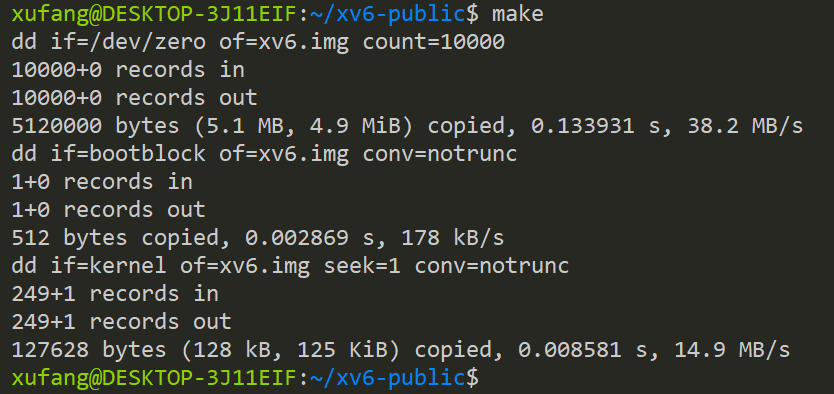 xufang@DESKTOP-3J11EIF:~/xv6-public$ make
dd if=/dev/zero of=xv6.img count=10000
10000+0 records in
10000+0 records out
5120000 bytes (5.1 MB, 4.9 MiB) copied, 0.133931 s, 38.2 MB/s
dd if=bootblock of=xv6.img conv=notrunc
1+0 records in
1+0 records out
512 bytes copied, 0.002869 s, 178 kB/s
dd if=kernel of=xv6.img seek=1 conv=notrunc
249+1 records in
249+1 records out
127628 bytes (128 kB, 125 KiB) copied, 0.008581 s, 14.9 MB/s
xufang@DESKTOP-3J11EIF:~/xv6-public$